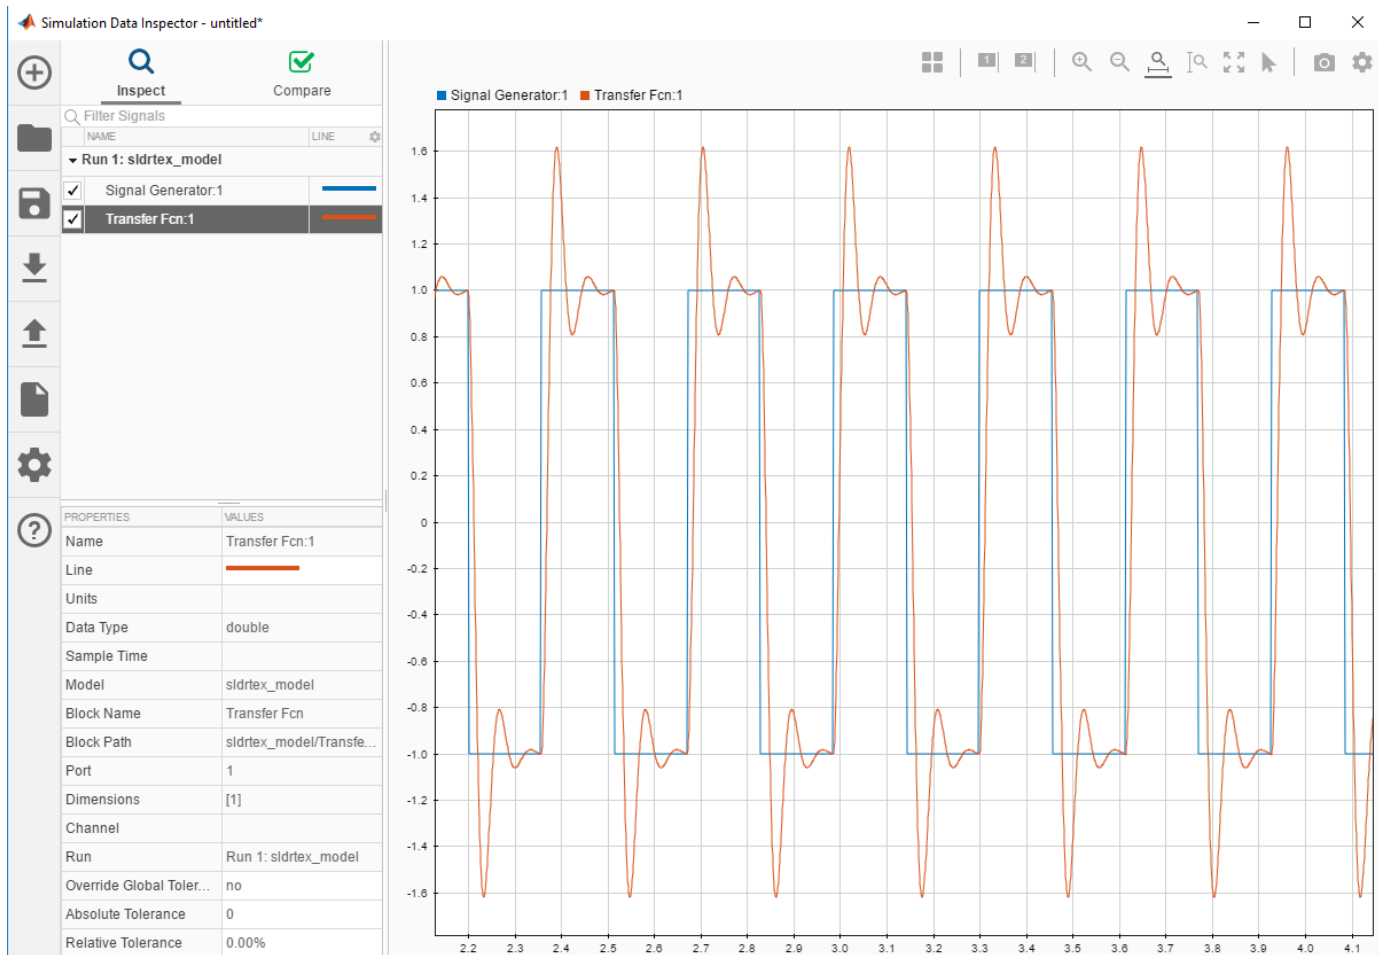 Simulation Data Inspector - untitled*
Inspect
Compare
Filter Signals
NAME LINE
Run 1: sldrtex_model
Signal Generator:1
Transfer Fcn:1
PROPERTIES VALUES
Name Transfer Fcn:1
Line
Units
Data Type double
Sample Time
Model sldrtex_model
Block Name Transfer Fcn
Block Path sldrtex_model/Transfe...
Port 1
Dimensions [1]
Channel
Run Run 1: sldrtex_model
Override Global Toler... no
Absolute Tolerance 0
Relative Tolerance 0.00%
1 2
Signal Generator:1 Transfer Fcn:1
1.6
1.4
1.2
1.0
0.8
0.6
0.4
0.2
0
-0.2
-0.4
-0.6
-0.8
-1.0
-1.2
-1.4
-1.6
2.2 2.3 2.4 2.5 2.6 2.7 2.8 2.9 3.0 3.1 3.2 3.3 3.4 3.5 3.6 3.7 3.8 3.9 4.0 4.1